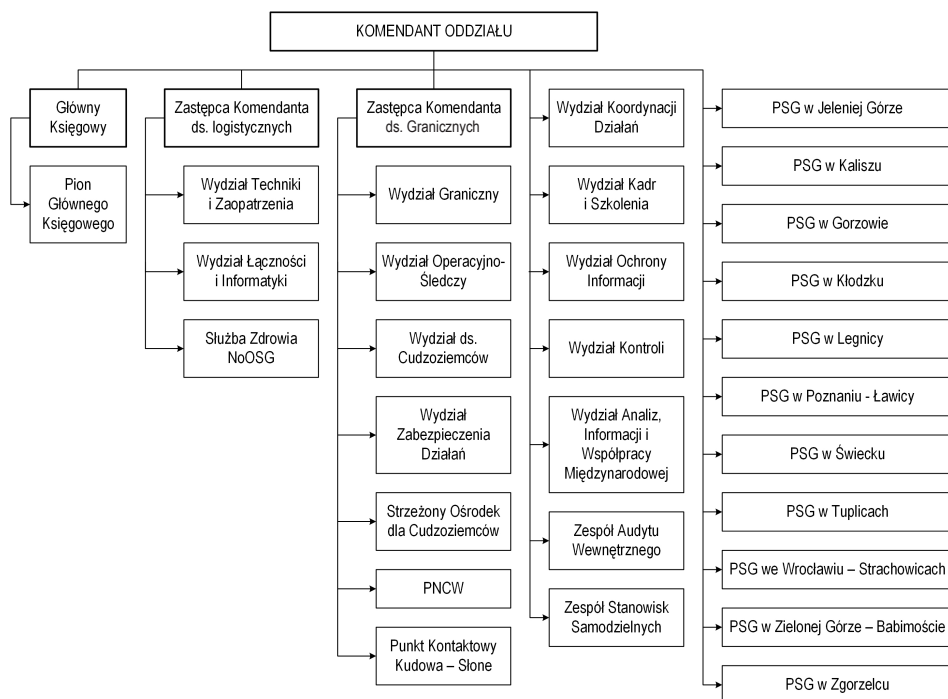 KOMENDANT ODDZIAŁU
Główny
Księgowy
Pion
Głównego
Księgowego
Zastępca Komendanta
ds. logistycznych
Wydział Techniki
i Zaopatrzenia
Wydział Łączności
i Informatyki
Służba Zdrowia
NoOSG
Zastępca Komendanta
ds. Granicznych
Wydział Graniczny
Wydział Operacyjno-
Śledczy
Wydział ds.
Cudzoziemców
Wydział
Zabezpieczenia
Działań
Strzeżony Ośrodek
dla Cudzoziemców
PNCW
Punkt Kontaktowy
Kudowa – Słone
Wydział Koordynacji
Działań
Wydział Kadr
i Szkolenia
Wydział Ochrony
Informacji
Wydział Kontroli
Wydział Analiz,
Informacji i
Współpracy
Międzynarodowej
Zespół Audytu
Wewnętrznego
Zespół Stanowisk
Samodzielnych
PSG w Jeleniej Górze
PSG w Kaliszu
PSG w Gorzowie
PSG w Kłodzku
PSG w Legnicy
PSG w Poznaniu - Ławicy
PSG w Świecku
PSG w Tuplicach
PSG we Wrocławiu – Strachowicach
PSG w Zielonej Górze – Babimoście
PSG w Zgorzelcu